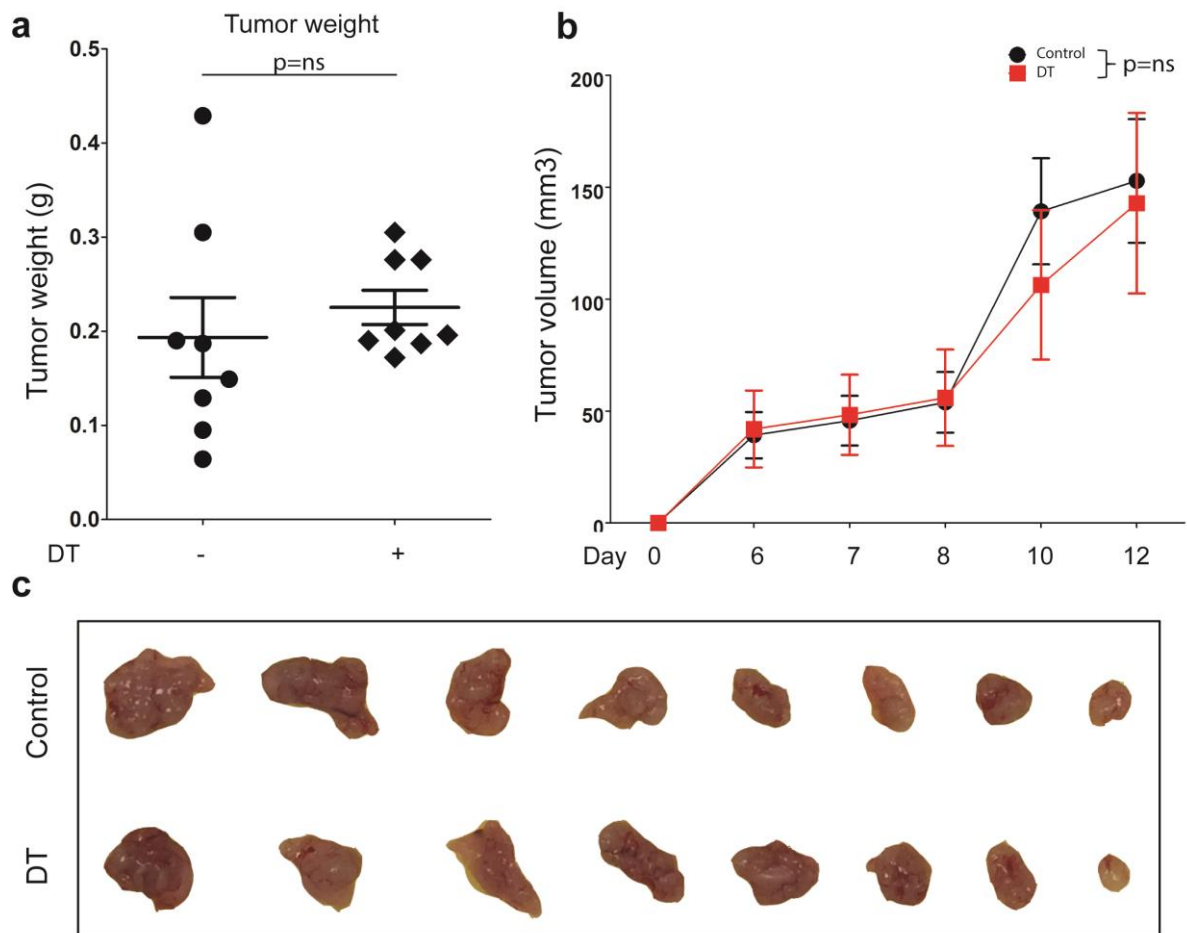 a
Tumor weight
p=ns
Tumor weight (g)
0.5
0.4
0.3
0.2
0.1
0.0
DT - +
b
Control
DT
p=ns
Tumor volume (mm3)
200
150
100
50
0
Day 0 6 7 8 10 12
c
Control
DT